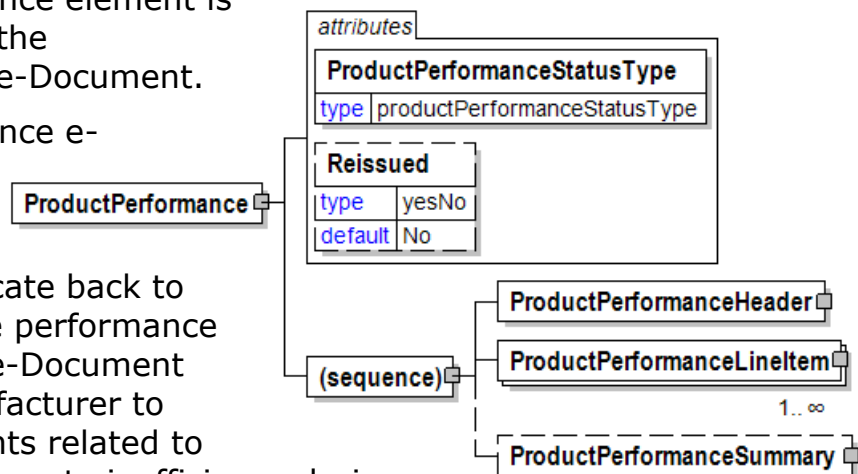 nce element is
the
e-Document.
nce e-
cate back to
e performance
e-Document
facturer to
nts related to
attributes
ProductPerformanceStatusType
type productPerformanceStatusType
Reissued
type yesNo
default No
ProductPerformance
(sequence)
ProductPerformanceHeader
ProductPerformanceLineItem
1.. ∞
ProductPerformanceSummary